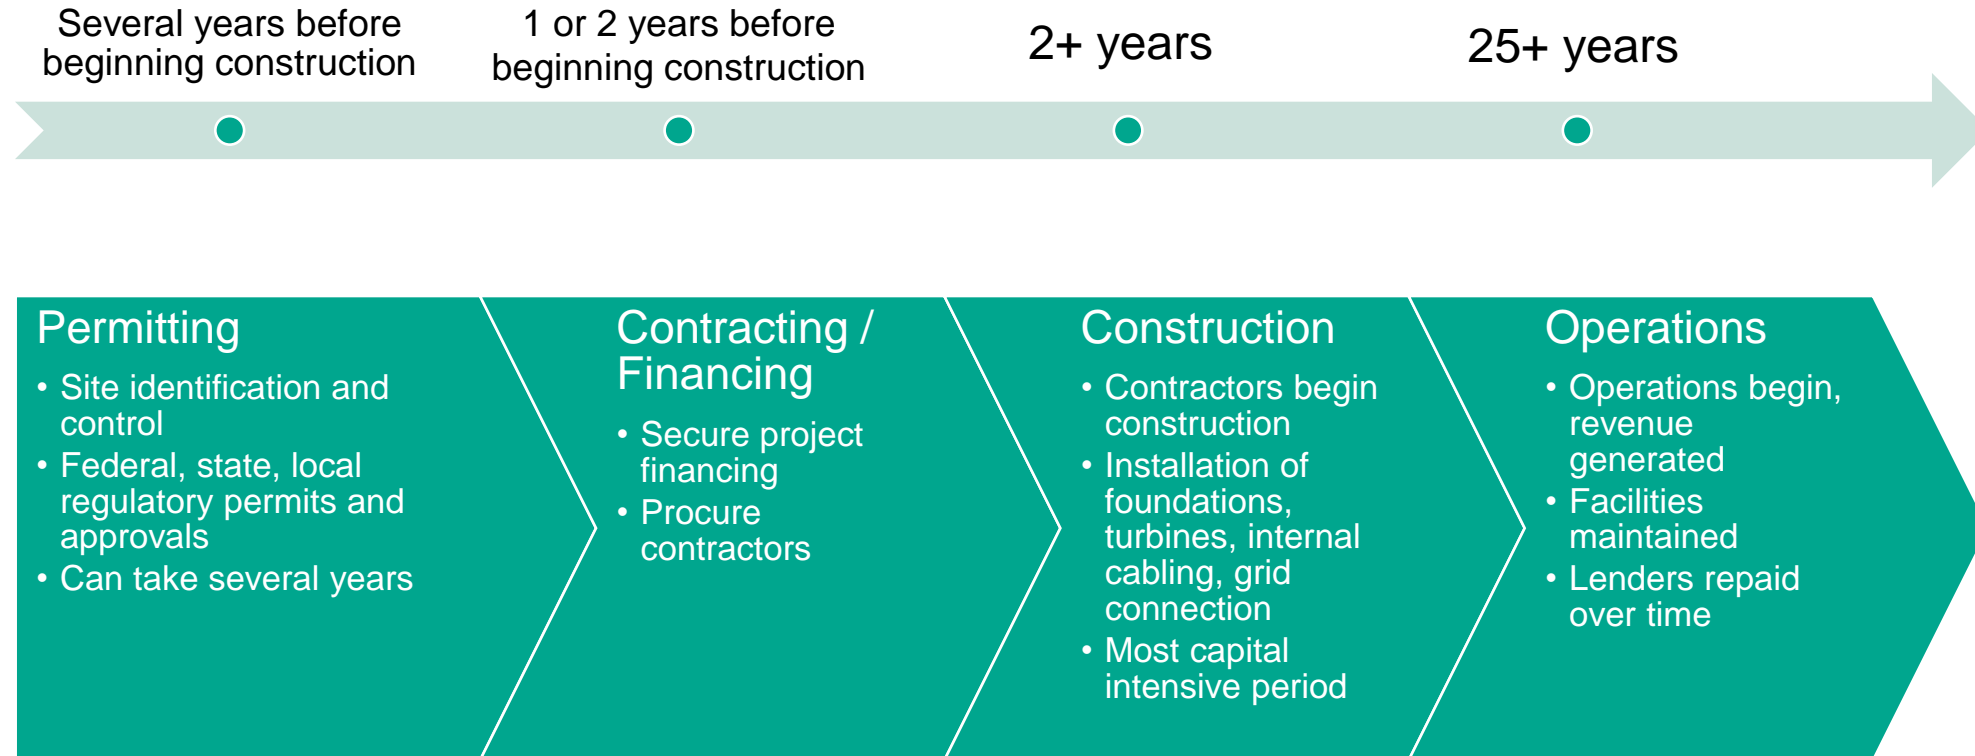 Several years before
beginning construction
1 or 2 years before
beginning construction
2+ years
25+ years
Permitting
• Site identification and
control
• Federal, state, local
regulatory permits and
approvals
• Can take several years
Contracting /
Financing
• Secure project
financing
• Procure
contractors
Construction
• Contractors begin
construction
• Installation of
foundations,
turbines, internal
cabling, grid
connection
• Most capital
intensive period
Operations
• Operations begin,
revenue
generated
• Facilities
maintained
• Lenders repaid
over time